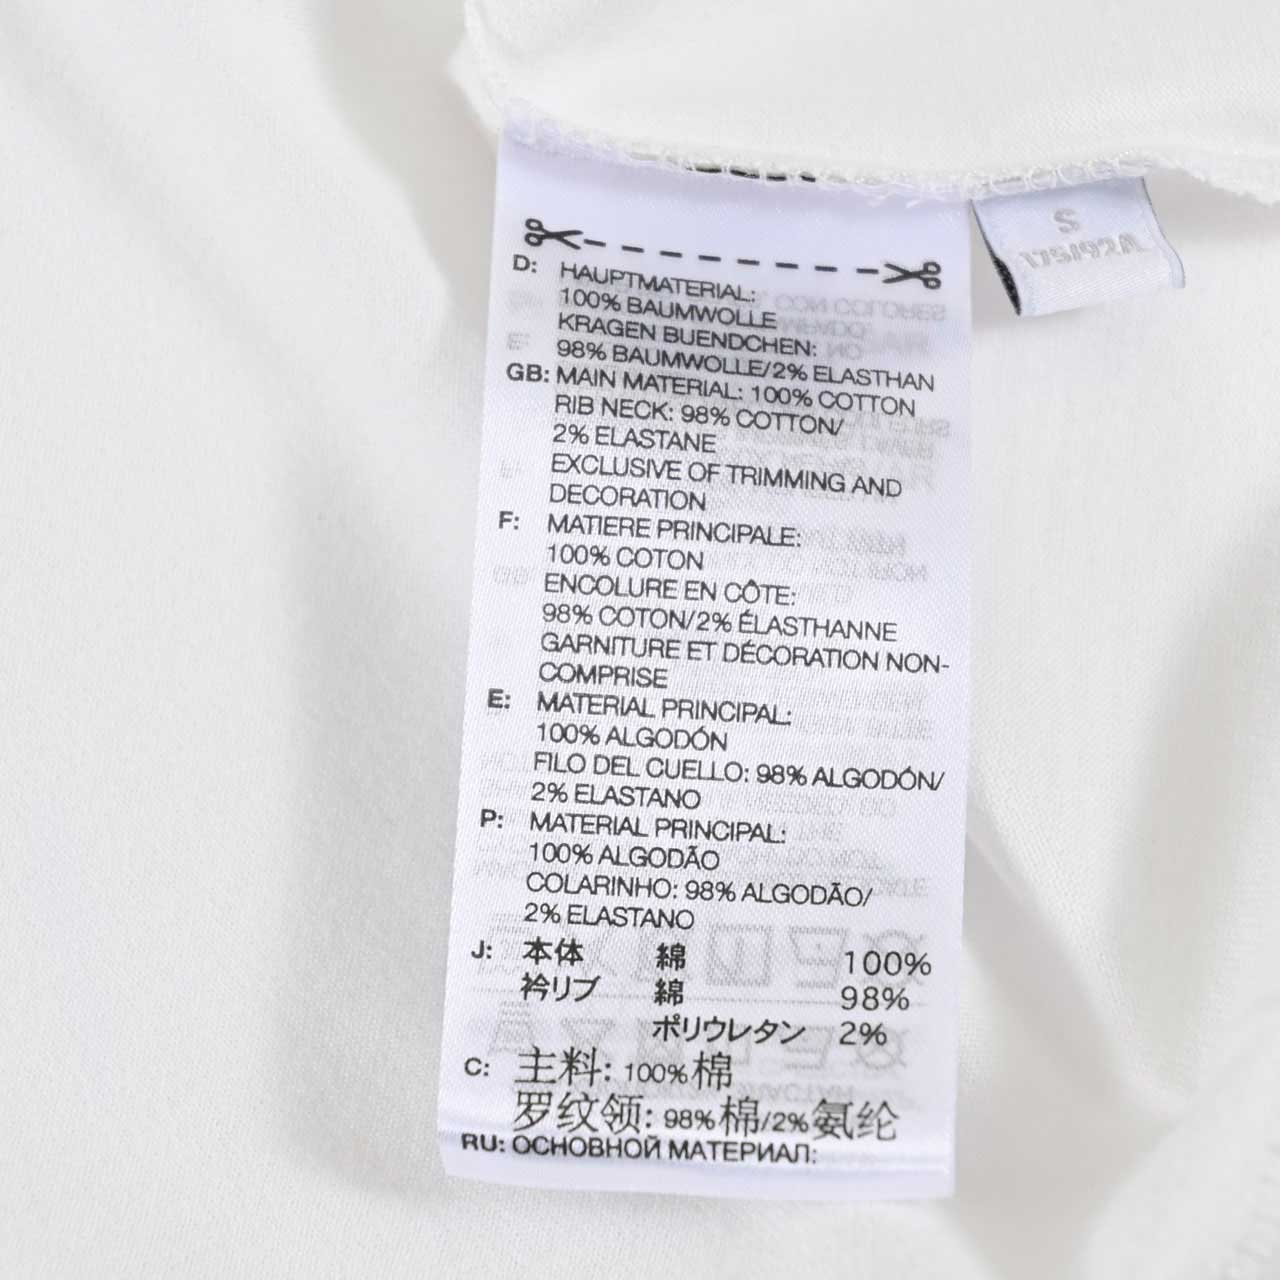 S
175/92A
D: HAUPTMATERIAL:
100% BAUMWOLLE
KRAGEN BUENDCHEN:
98% BAUMWOLLE/2% ELASTHAN
GB: MAIN MATERIAL: 100% COTTON
RIB NECK: 98% COTTON/
2% ELASTANE
EXCLUSIVE OF TRIMMING AND
DECORATION
F: MATIERE PRINCIPALE:
100% COTON
ENCOLURE EN CÔTE:
98% COTON/2% ÉLASTHANNE
GARNITURE ET DÉCORATION NON-
COMPRISE
E: MATERIAL PRINCIPAL:
100% ALGODÓN
FILO DEL CUELLO: 98% ALGODÓN/
2% ELASTANO
P: MATERIAL PRINCIPAL:
100% ALGODÃO
COLARINHO: 98% ALGODÃO/
2% ELASTANO
J: 本体 綿 100%
衿リブ 綿 98%
ポリウレタン 2%
C: 主料: 100%棉
罗纹领: 98%棉/2%氨纶
RU: ОСНОВНОЙ МАТЕРИАЛ: